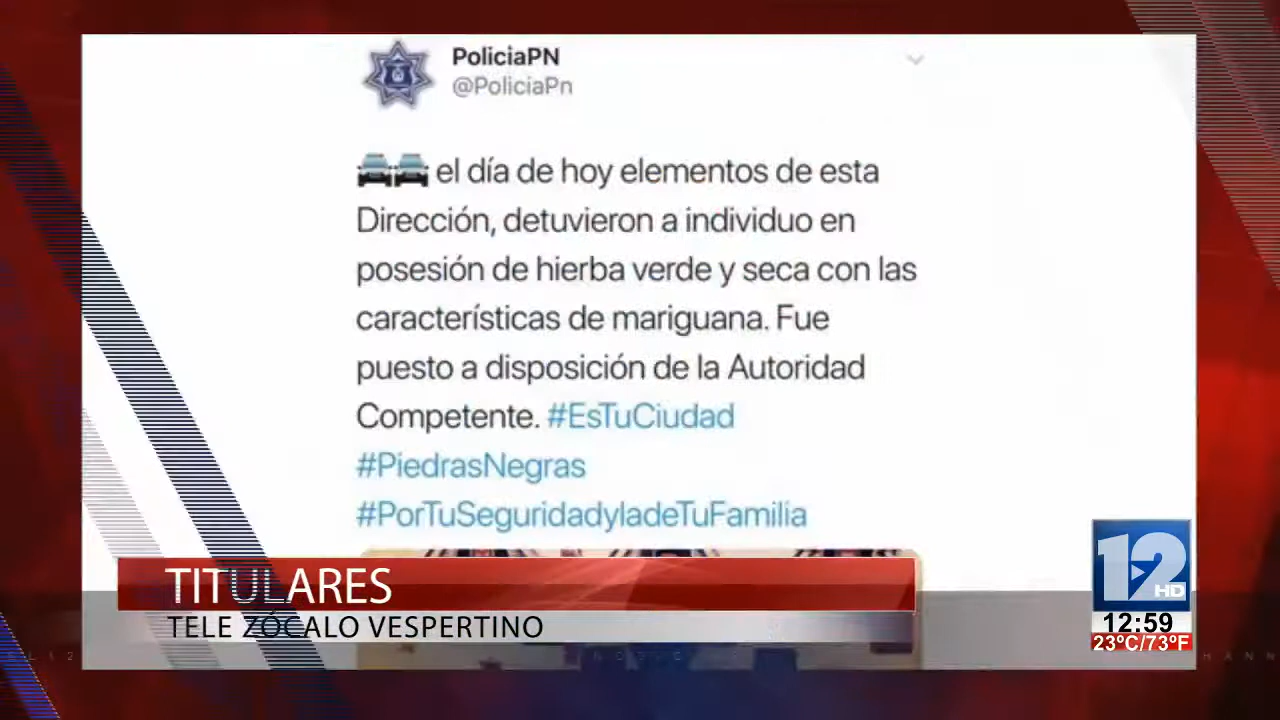 PoliciaPN
@PoliciaPn
🚘🚘 el día de hoy elementos de esta
Dirección, detuvieron a individuo en
posesión de hierba verde y seca con las
características de mariguana. Fue
puesto a disposición de la Autoridad
Competente. #EsTuCiudad
#PiedrasNegras
#PorTuSeguridadyladeTuFamilia
TITULARES
TELE ZÓCALO VESPERTINO
12
HD
12:59
23ºC/73ºF